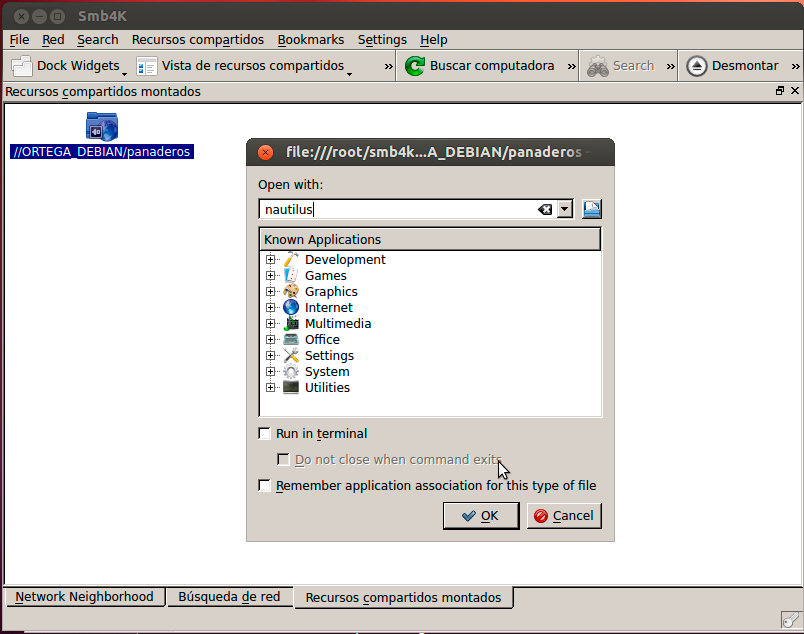 Smb4K
File Red Search Recursos compartidos Bookmarks Settings Help
Dock Widgets Vista de recursos compartidos » Buscar computadora » Search » Desmontar »
Recursos compartidos montados
//ORTEGA_DEBIAN/panaderos
file:///root/smb4k...A_DEBIAN/panaderos
Open with:
nautilus
Known Applications
Development
Games
Graphics
Internet
Multimedia
Office
Settings
System
Utilities
Run in terminal
Do not close when command exits
Remember application association for this type of file
OK Cancel
Network Neighborhood Búsqueda de red Recursos compartidos montados